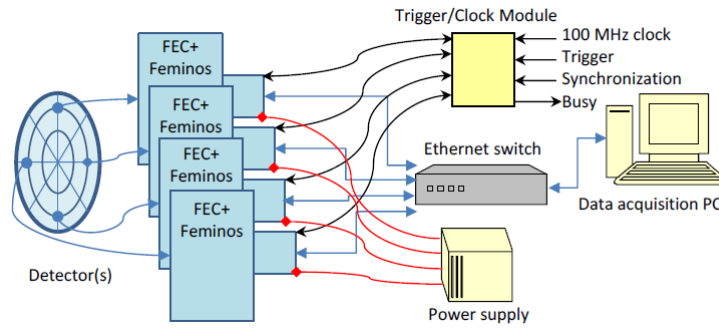 Trigger/Clock Module
FEC+
Feminos
100 MHz clock
Trigger
Synchronization
Busy
FEC+
Feminos
FEC+
Feminos
Ethernet switch
FEC+
Feminos
Data acquisition PC
Detector(s)
Power supply